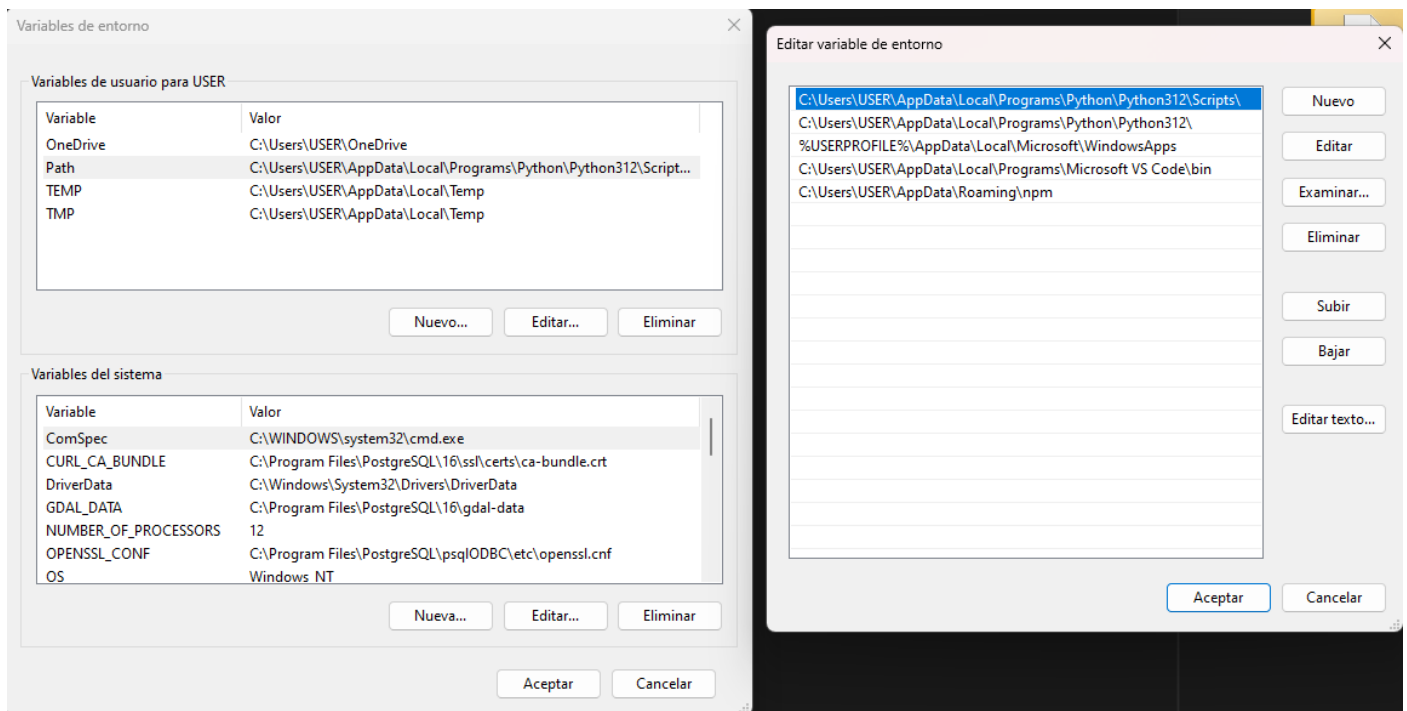 Variables de entorno
Variables de usuario para USER
Variable Valor
OneDrive C:\Users\USER\OneDrive
Path C:\Users\USER\AppData\Local\Programs\Python\Python312\Script...
TEMP C:\Users\USER\AppData\Local\Temp
TMP C:\Users\USER\AppData\Local\Temp
Nuevo... Editar... Eliminar
Variables del sistema
Variable Valor
ComSpec C:\WINDOWS\system32\cmd.exe
CURL_CA_BUNDLE C:\Program Files\PostgreSQL\16\ssl\certs\ca-bundle.crt
DriverData C:\Windows\System32\Drivers\DriverData
GDAL_DATA C:\Program Files\PostgreSQL\16\gdal-data
NUMBER_OF_PROCESSORS 12
OPENSSL_CONF C:\Program Files\PostgreSQL\psqlODBC\etc\openssl.cnf
OS Windows_NT
Nueva... Editar... Eliminar
Aceptar Cancelar
Editar variable de entorno
C:\Users\USER\AppData\Local\Programs\Python\Python312\Scripts\
C:\Users\USER\AppData\Local\Programs\Python\Python312\
%USERPROFILE%\AppData\Local\Microsoft\WindowsApps
C:\Users\USER\AppData\Local\Programs\Microsoft VS Code\bin
C:\Users\USER\AppData\Roaming\npm
Nuevo
Editar
Examinar...
Eliminar
Subir
Bajar
Editar texto...
Aceptar Cancelar